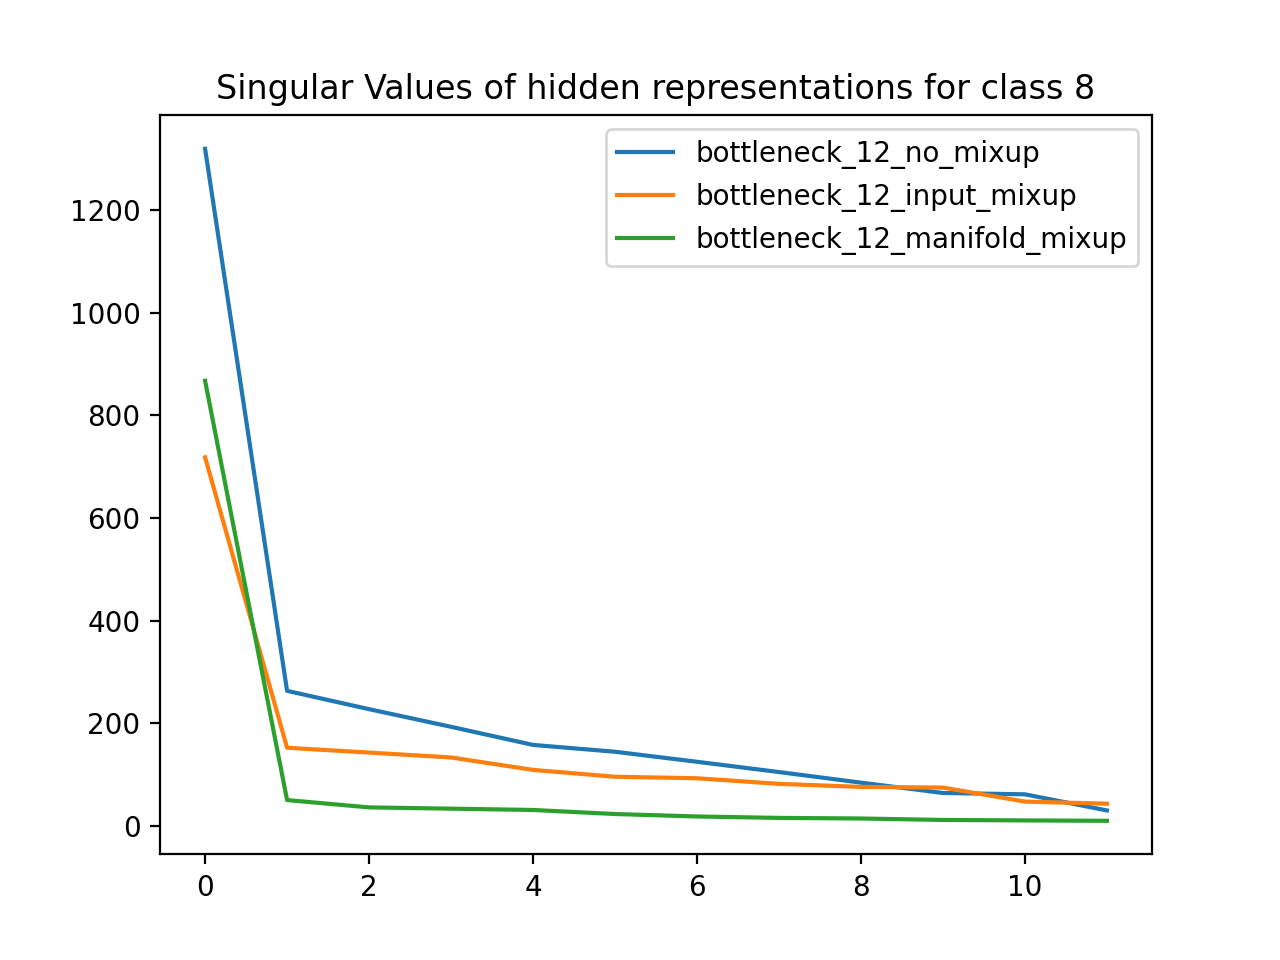 Singular Values of hidden representations for class 8
bottleneck_12_no_mixup
bottleneck_12_input_mixup
bottleneck_12_manifold_mixup
1200
1000
800
600
400
200
0
0 2 4 6 8 10